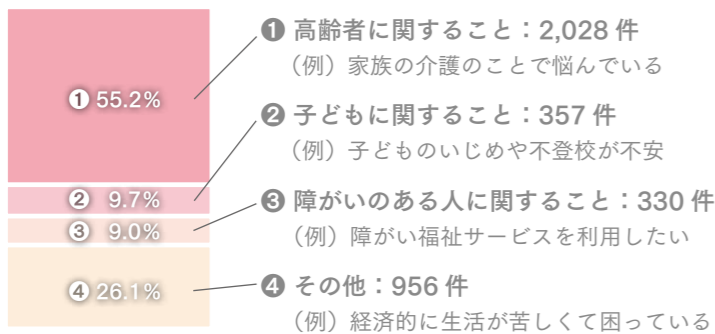 ❶ 55.2%
❷ 9.7%
❸ 9.0%
❹ 26.1%
❶ 高齢者に関すること：2,028 件
（例）家族の介護のことで悩んでいる
❷ 子どもに関すること：357 件
（例）子どものいじめや不登校が不安
❸ 障がいのある人に関すること：330 件
（例）障がい福祉サービスを利用したい
❹ その他：956 件
（例）経済的に生活が苦しくて困っている